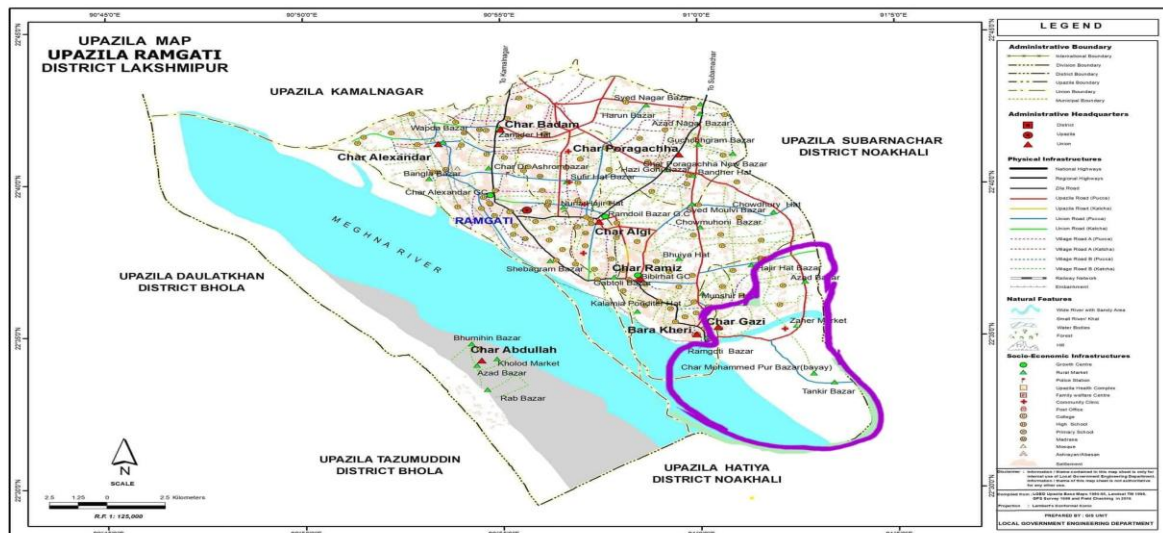 UPAZILA MAP
UPAZILA RAMGATI
DISTRICT LAKSHMIPUR
90°55'0"E
91°0'0"E
91°5'0"E
To Kamalnagar
To Subarnachar
UPAZILA KAMALNAGAR
Syed Nagar Bazar
Harun Bazar
Azad Nagar Bazar
Char Badam
Wapda Bazar
Zamider Hat
Char Poragachha
UPAZILA SUBARNACHAR
DISTRICT NOAKHALI
Char Alexandar
Char Poragachha New Bazar
Hazi Goni Bazar
Bandher Hat
Bangla Bazar
Sufir Hat Bazar
Char Alexandar GC
RAMGATI
Ramdoil Bazar G.C
Syed Moulvi Bazar
Chowdhury Hat
Chowmuhoni Bazar
Char Algi
MEGHNA RIVER
Bhuiya Hat
Shebagram Bazar
Char Ramiz
Hajir Hat Bazar
Bibirhat GC
Azad Bazar
Gabtoli Bazar
UPAZILA DAULATKHAN
DISTRICT BHOLA
Kalamia Ponditer Hat
Char Gazi
Zaher Market
Bara Kheri
Bhumihin Bazar
Char Abdullah
Ramgoti Bazar
Kholod Market
Azad Bazar
Char Mohammed Pur Bazar(bayay)
Tankir Bazar
Rab Bazar
UPAZILA TAZUMUDDIN
DISTRICT BHOLA
UPAZILA HATIYA
DISTRICT NOAKHALI
N
SCALE
2.5 1.25 0 2.5 Kilometers
R.F. 1: 125,000
LEGEND
Administrative Boundary
International Boundary
Division Boundary
District Boundary
Upazila Boundary
Union Boundary
Municipal Boundary
Administrative Headquarters
District
Upazila
Union
Physical Infrastructures
National Highways
Regional Highways
Zila Road
Upazila Road (Pucca)
Upazila Road (Katcha)
Union Road (Pucca)
Union Road (Katcha)
Village Road A (Pucca)
Village Road A (Katcha)
Village Road B (Pucca)
Village Road B (Katcha)
Railway Network
Embankment
Natural Features
Wide River with Sandy Area
Small River/ Khal
Water Bodies
Forest
Hill
Socio-Economic Infrastructures
Growth Centre
Rural Market
Police Station
Upazila Health Complex
Family welfare Centre
Community Clinic
Post Office
College
High School
Primary School
Madrasa
Mosque
Settlement
PREPARED BY : GIS UNIT
LOCAL GOVERNMENT ENGINEERING DEPARTMENT